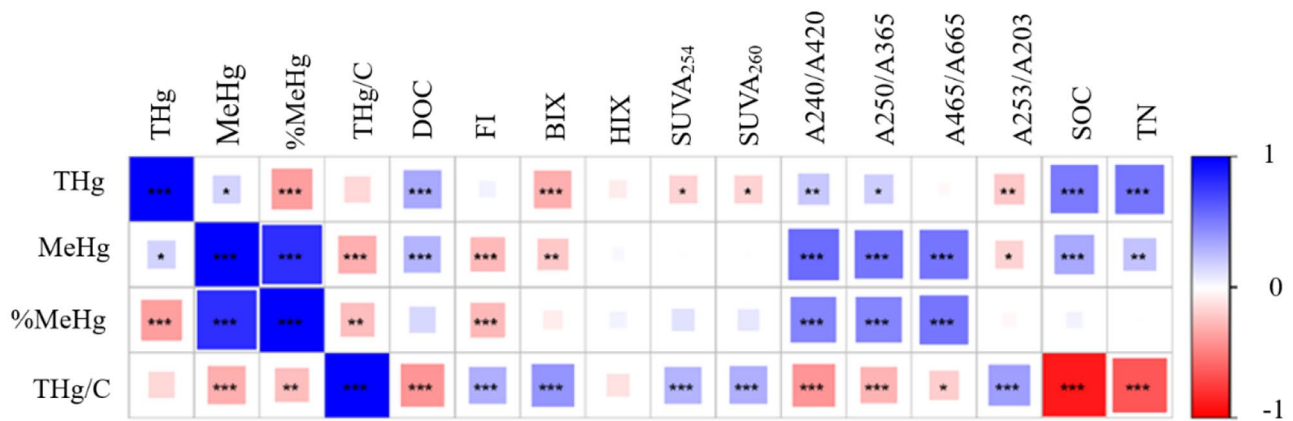 THg MeHg %MeHg THg/C DOC FI BIX HIX SUVA254 SUVA260 A240/A420 A250/A365 A465/A665 A253/A203 SOC TN
THg *** * *** *** *** * * ** * ** *** ***
MeHg * *** *** *** *** *** ** *** *** *** * *** **
%MeHg *** *** *** ** *** *** *** ***
THg/C *** ** *** *** *** *** *** *** *** *** * *** *** ***
1
0
-1